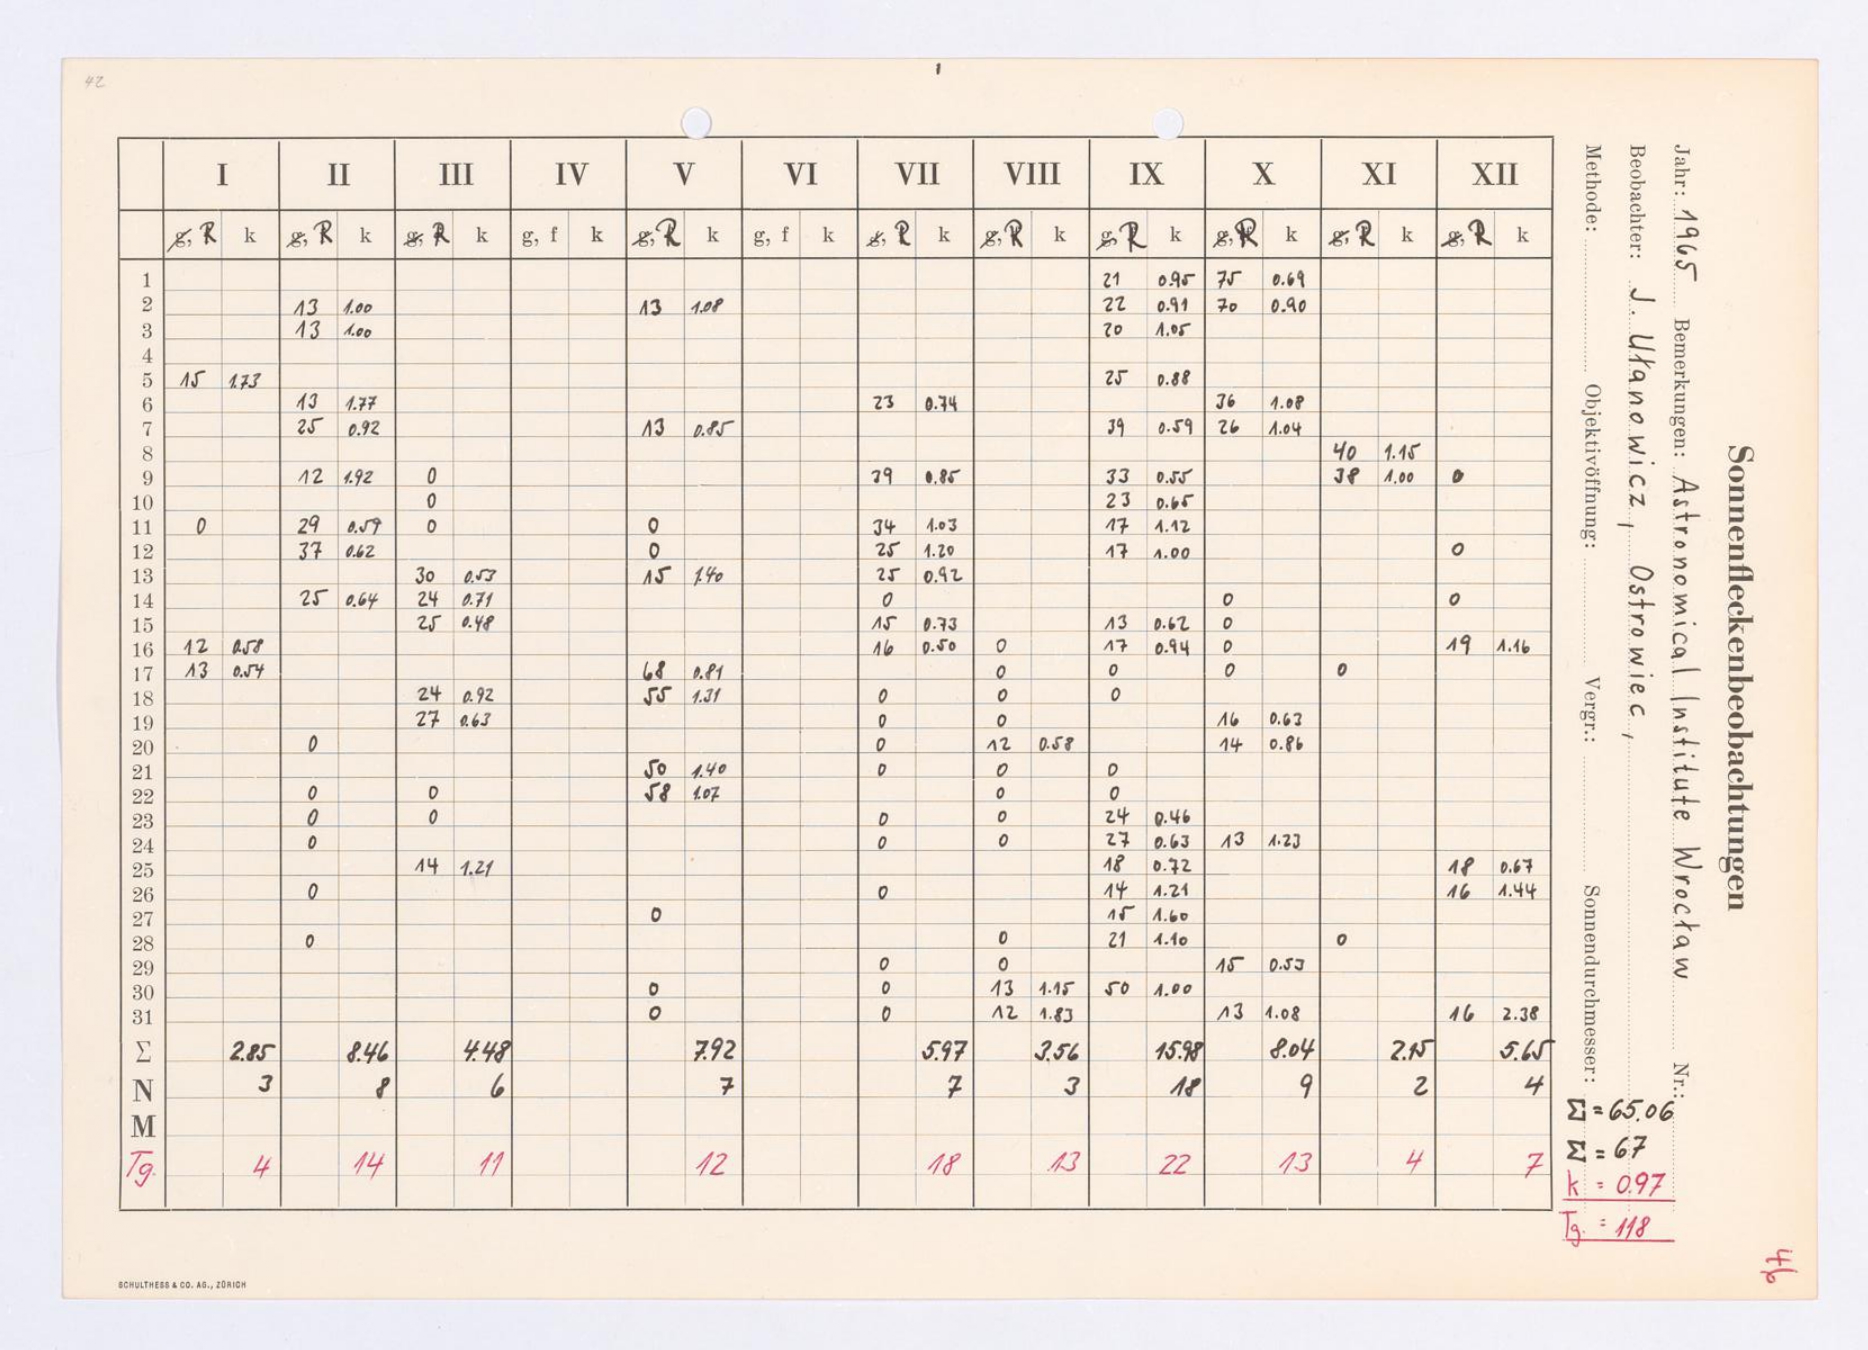 42
I II III IV V VI VII VIII IX X XI XII
g, R k g, R k g, R k g, f k g, R k g, f k g, R k g, R k g, R k g, R k g, R k g, R k
1 21 0.95 75 0.69
2 13 1.00 13 1.08 22 0.91 70 0.90
3 13 1.00 20 1.05
4
5 15 1.73 25 0.88
6 13 1.77 23 0.74 36 1.08
7 25 0.92 13 0.85 39 0.59 26 1.04
8 40 1.15
9 12 1.92 0 39 0.85 33 0.55 38 1.00 0
10 0 23 0.65
11 0 29 0.59 0 0 34 1.03 17 1.12
12 37 0.62 0 25 1.20 17 1.00 0
13 30 0.53 15 1.40 25 0.92
14 25 0.64 24 0.71 0 0 0
15 25 0.48 15 0.73 13 0.62 0
16 12 0.58 16 0.50 0 17 0.94 0 19 1.16
17 13 0.54 68 0.81 0 0 0 0
18 24 0.92 55 1.31 0 0 0
19 27 0.63 0 0 16 0.63
20 0 0 12 0.58 14 0.86
21 50 1.40 0 0 0
22 0 0 58 1.07 0 0
23 0 0 0 0 24 0.46
24 0 0 0 27 0.63 13 1.23
25 14 1.21 18 0.72 18 0.67
26 0 0 14 1.21 16 1.44
27 0 15 1.60
28 0 0 21 1.10 0
29 0 0 15 0.53
30 0 0 13 1.15 50 1.00
31 0 0 12 1.83 13 1.08 16 2.38
Σ 2.85 8.46 4.48 7.92 5.97 3.56 15.98 8.04 2.15 5.65
N 3 8 6 7 7 3 18 9 2 4
M
Tg. 4 14 11 12 18 13 22 13 4 7
Sonnenfleckenbeobachtungen
Jahr: 1965 Bemerkungen: Astronomical Institute Wrocław Nr.:
Beobachter: J. Ułanowicz, Ostrowiec,
Methode: Objektivöffnung: Vergr.: Sonnendurchmesser:
Σ = 65.06
Σ = 67
k = 0.97
Tg. = 118
SCHULTHESS & CO. AG., ZÜRICH